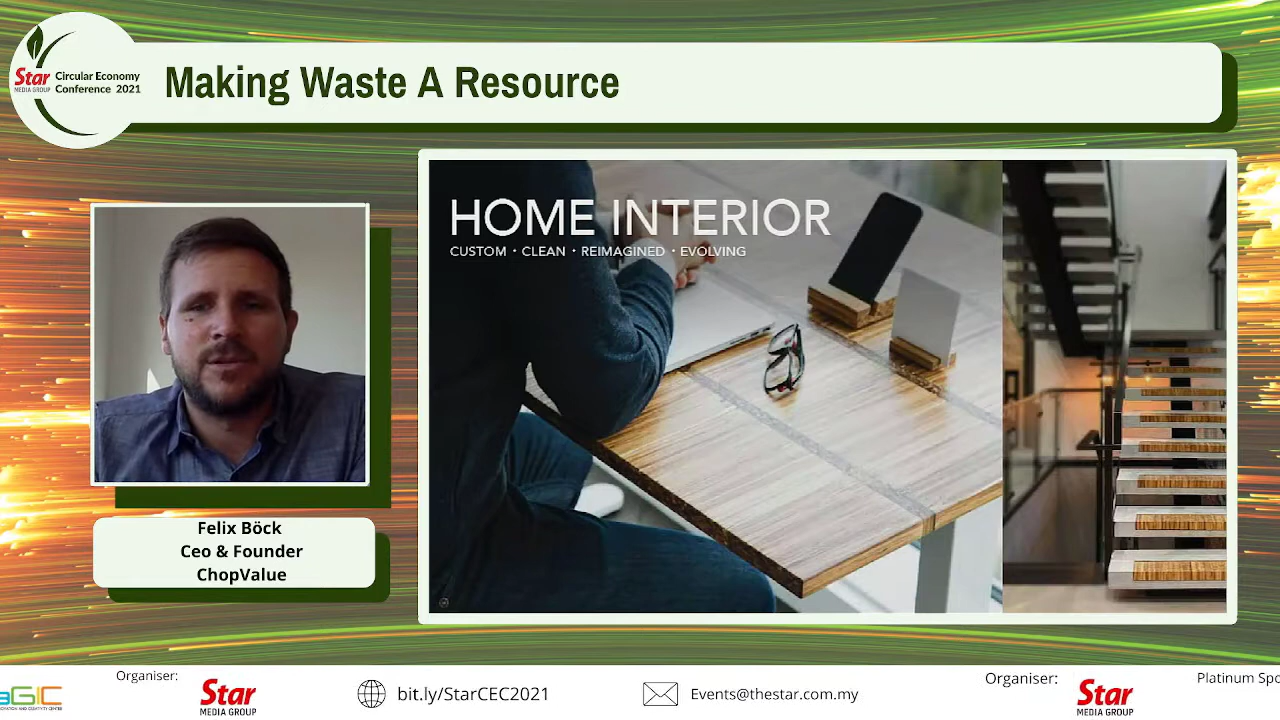 Star
MEDIA GROUP
Circular Economy
Conference 2021
Making Waste A Resource
HOME INTERIOR
CUSTOM • CLEAN • REIMAGINED • EVOLVING
Felix Böck
Ceo & Founder
ChopValue
Organiser:
Star
MEDIA GROUP
bit.ly/StarCEC2021
Events@thestar.com.my
Organiser:
Star
MEDIA GROUP
Platinum